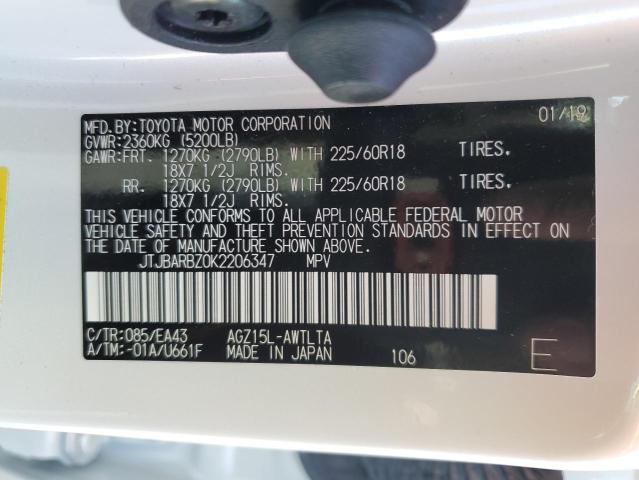 MFD.BY:TOYOTA MOTOR CORPORATION 01/19
GVWR:2360KG (5200LB)
GAWR:FRT. 1270KG (2790LB) WITH 225/60R18 TIRES.
18X7 1/2J RIMS.
RR. 1270KG (2790LB) WITH 225/60R18 TIRES.
18X7 1/2J RIMS.
THIS VEHICLE CONFORMS TO ALL APPLICABLE FEDERAL MOTOR
VEHICLE SAFETY AND THEFT PREVENTION STANDARDS IN EFFECT ON
THE DATE OF MANUFACTURE SHOWN ABOVE.
JTJBARBZ0K2206347 MPV
C/TR:085/EA43 AGZ15L-AWTLTA
A/TM:-01A/U661F MADE IN JAPAN 106 E